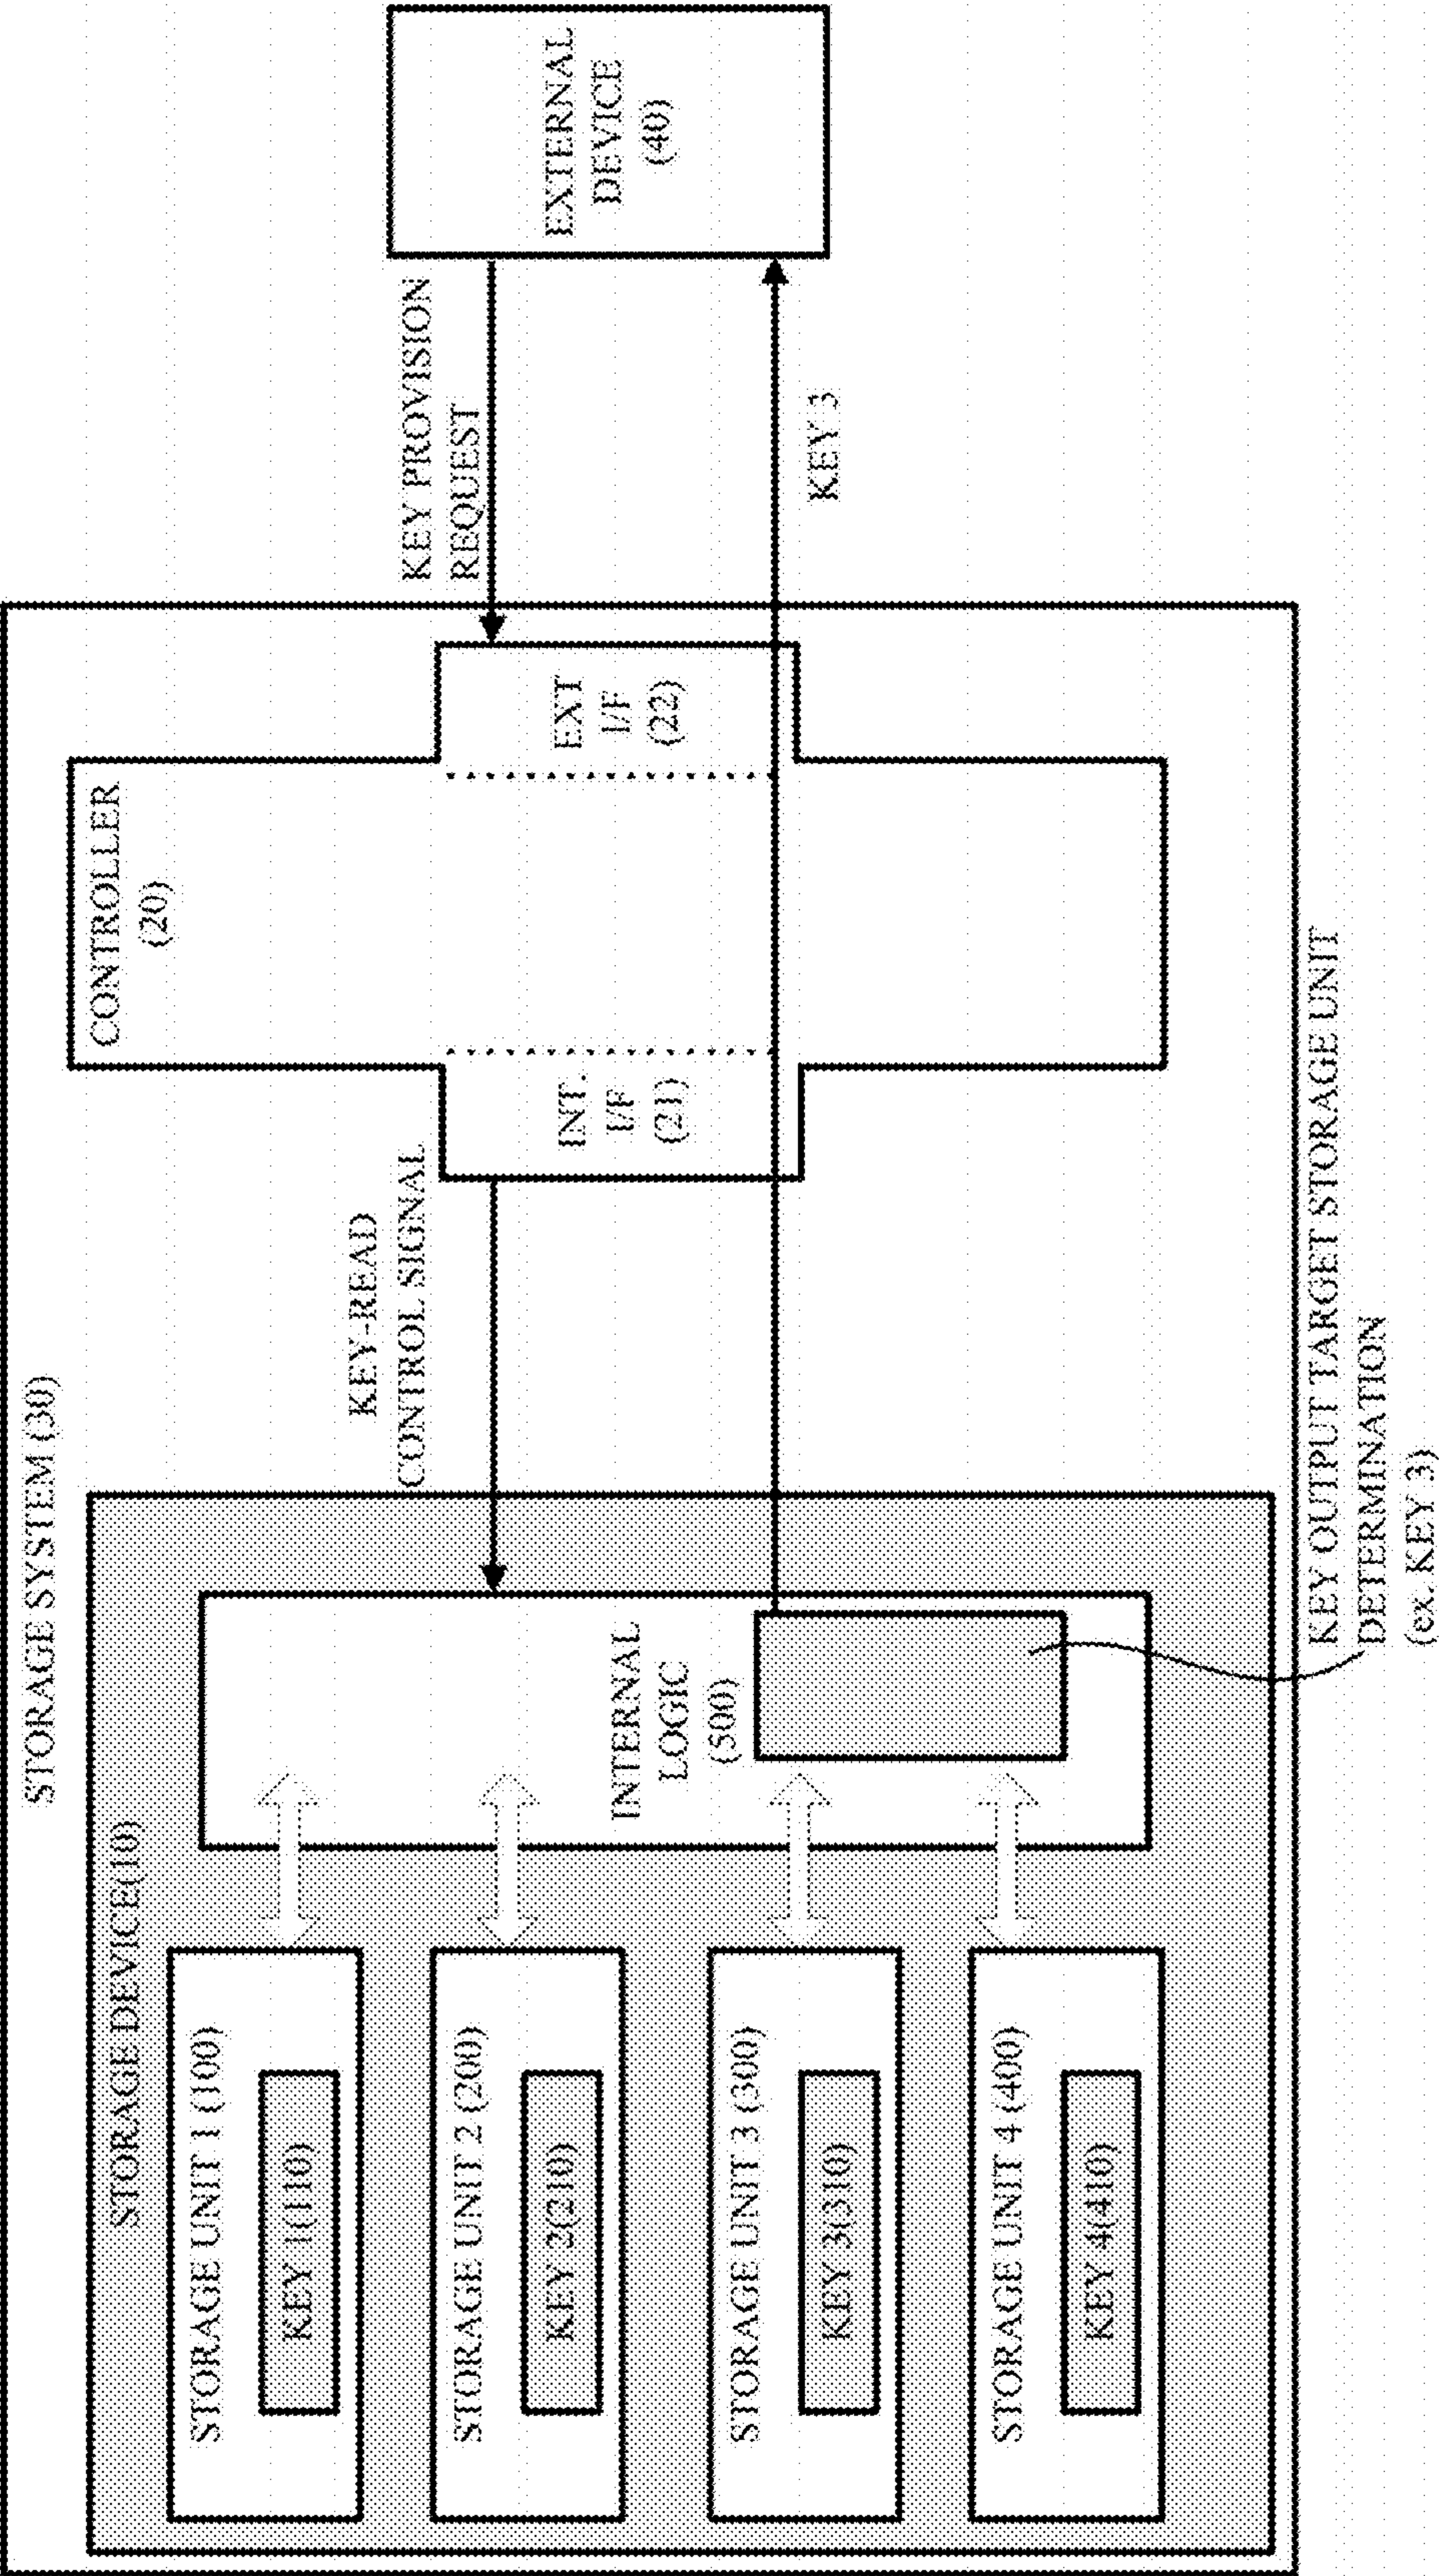 STORAGE SYSTEM (30)
STORAGE DEVICE(10)
STORAGE UNIT 1 (100)
KEY 1(110)
STORAGE UNIT 2 (200)
KEY 2(210)
STORAGE UNIT 3 (300)
KEY 3(310)
STORAGE UNIT 4 (400)
KEY 4(410)
INTERNAL
LOGIC
(500)
KEY-READ
CONTROL SIGNAL
CONTROLLER
(20)
INT.
I/F
(21)
EXT
I/F
(22)
KEY PROVISION
REQUEST
KEY 3
EXTERNAL
DEVICE
(40)
KEY OUTPUT TARGET STORAGE UNIT
DETERMINATION
(ex. KEY 3)